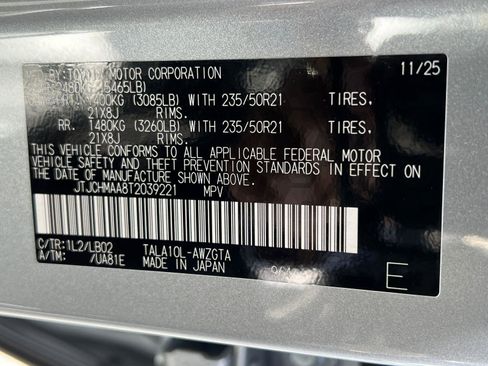 MFD. BY: TOYOTA MOTOR CORPORATION 11/25
2480KG (5465LB)
1400KG (3085LB) WITH 235/50R21 TIRES,
21X8J RIMS.
RR. 1480KG (3260LB) WITH 235/50R21 TIRES,
21X8J RIMS.
THIS VEHICLE CONFORMS TO ALL APPLICABLE FEDERAL MOTOR
VEHICLE SAFETY AND THEFT PREVENTION STANDARDS IN EFFECT ON
THE DATE OF MANUFACTURE SHOWN ABOVE.
JTJCHMAA8T2039221 MPV
C/TR:1L2/LB02 TALA10L-AWZGTA
A/TM: /UA81E MADE IN JAPAN E